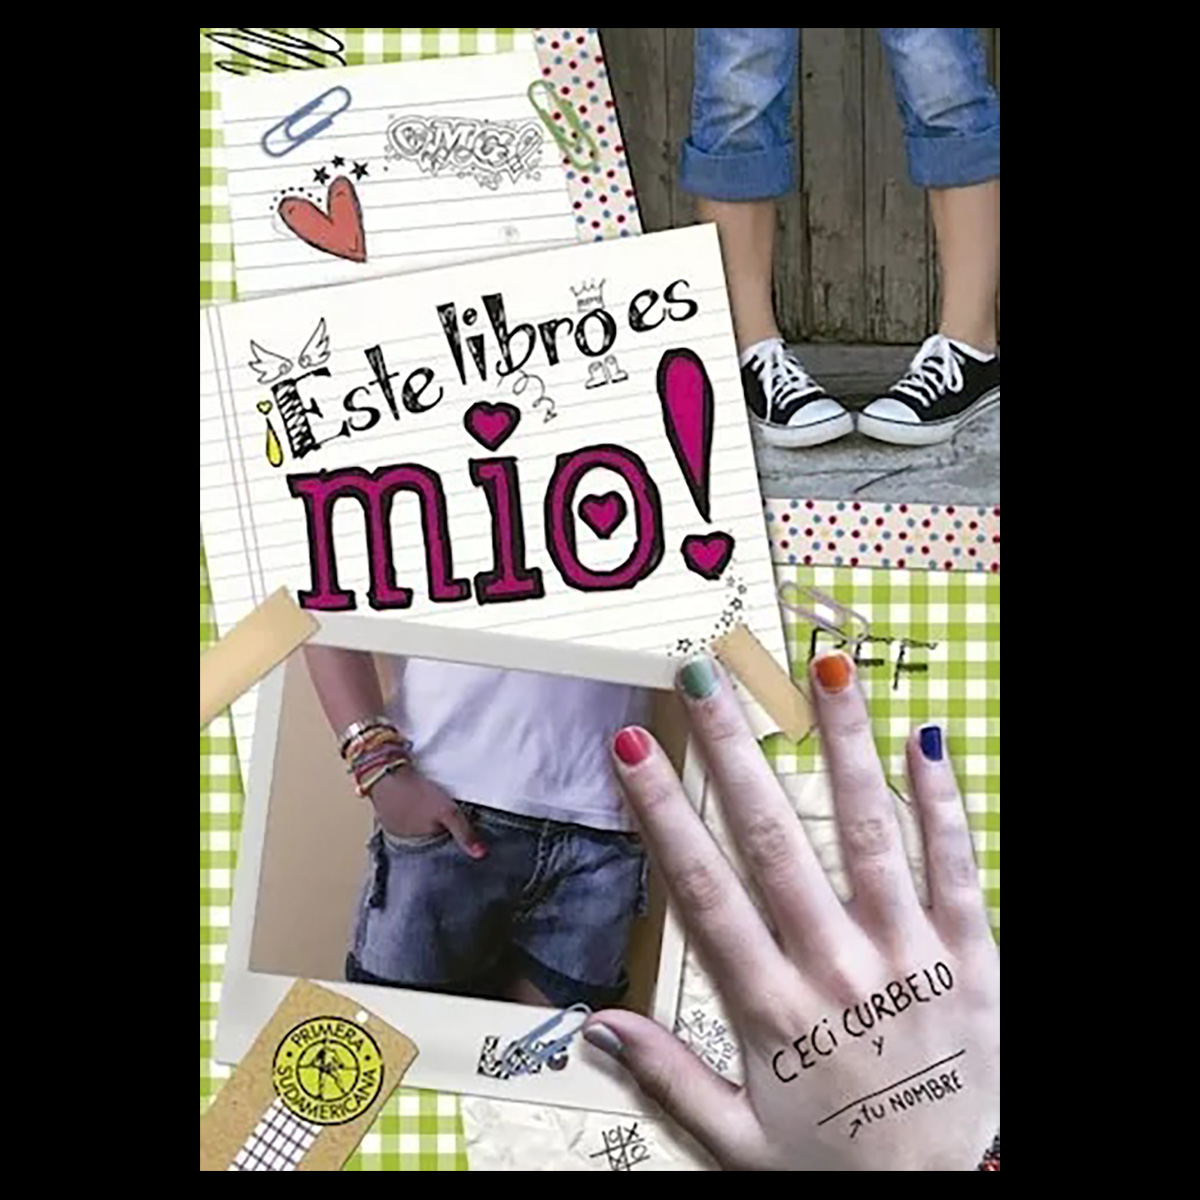 OMG!
¡Este libro es
mio!
BFF
CECi CURBELO
y
TU NOMBRE
PRIMERA
SUDAMERICANA